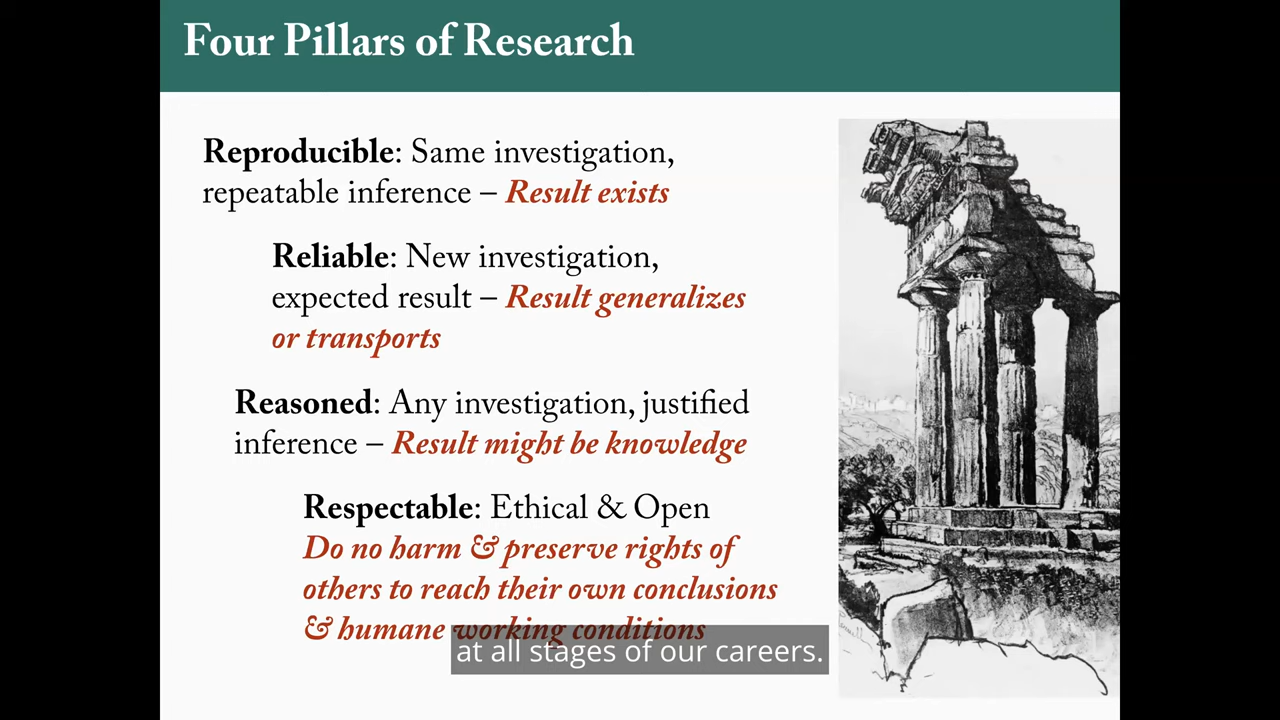 Four Pillars of Research
Reproducible: Same investigation,
repeatable inference – Result exists
Reliable: New investigation,
expected result – Result generalizes
or transports
Reasoned: Any investigation, justified
inference – Result might be knowledge
Respectable: Ethical & Open
Do no harm & preserve rights of
others to reach their own conclusions
& humane working conditions
at all stages of our careers.